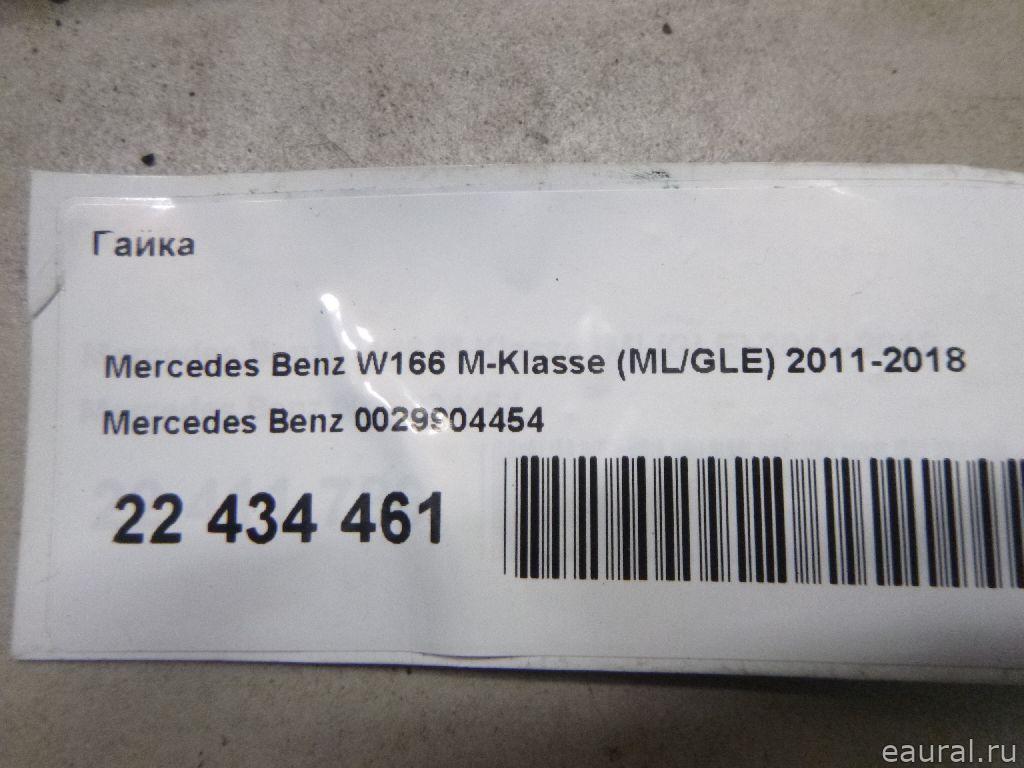 Гайка
Mercedes Benz W166 M-Klasse (ML/GLE) 2011-2018
Mercedes Benz 0029904454
22 434 461
eaural.ru